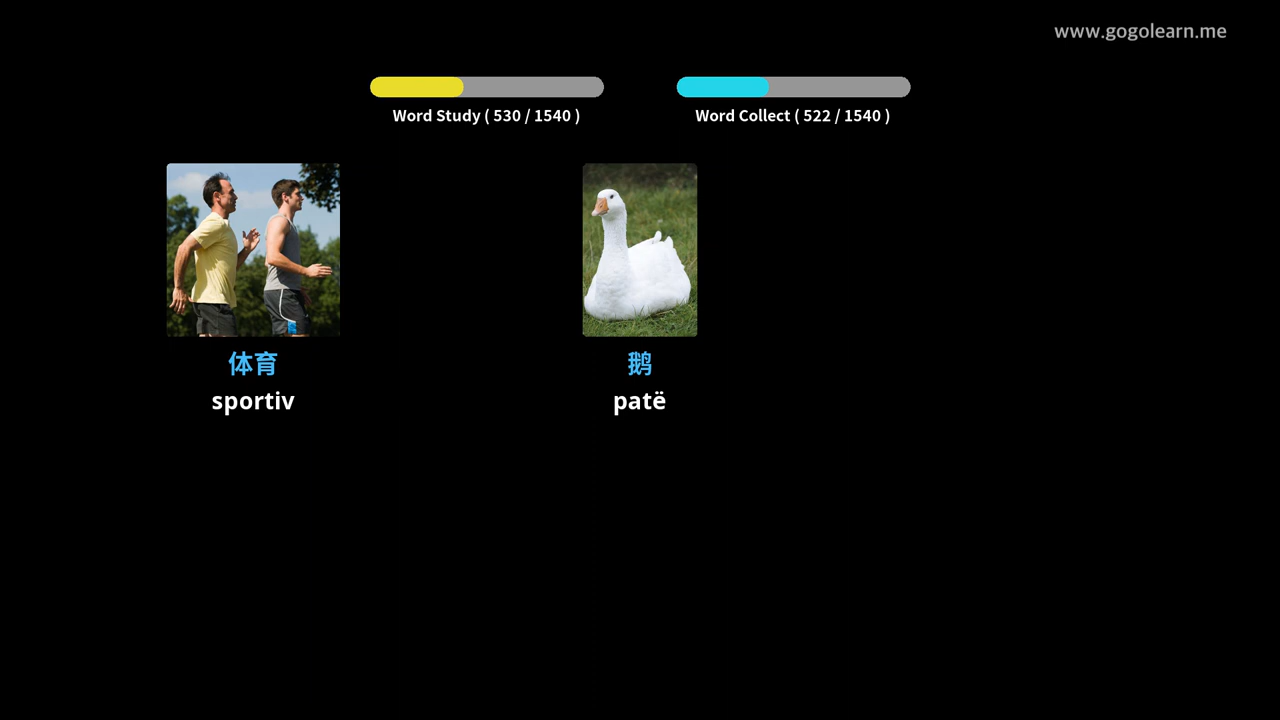 www.gogolearn.me
Word Study ( 530 / 1540 )
Word Collect ( 522 / 1540 )
体育
sportiv
鹅
patë